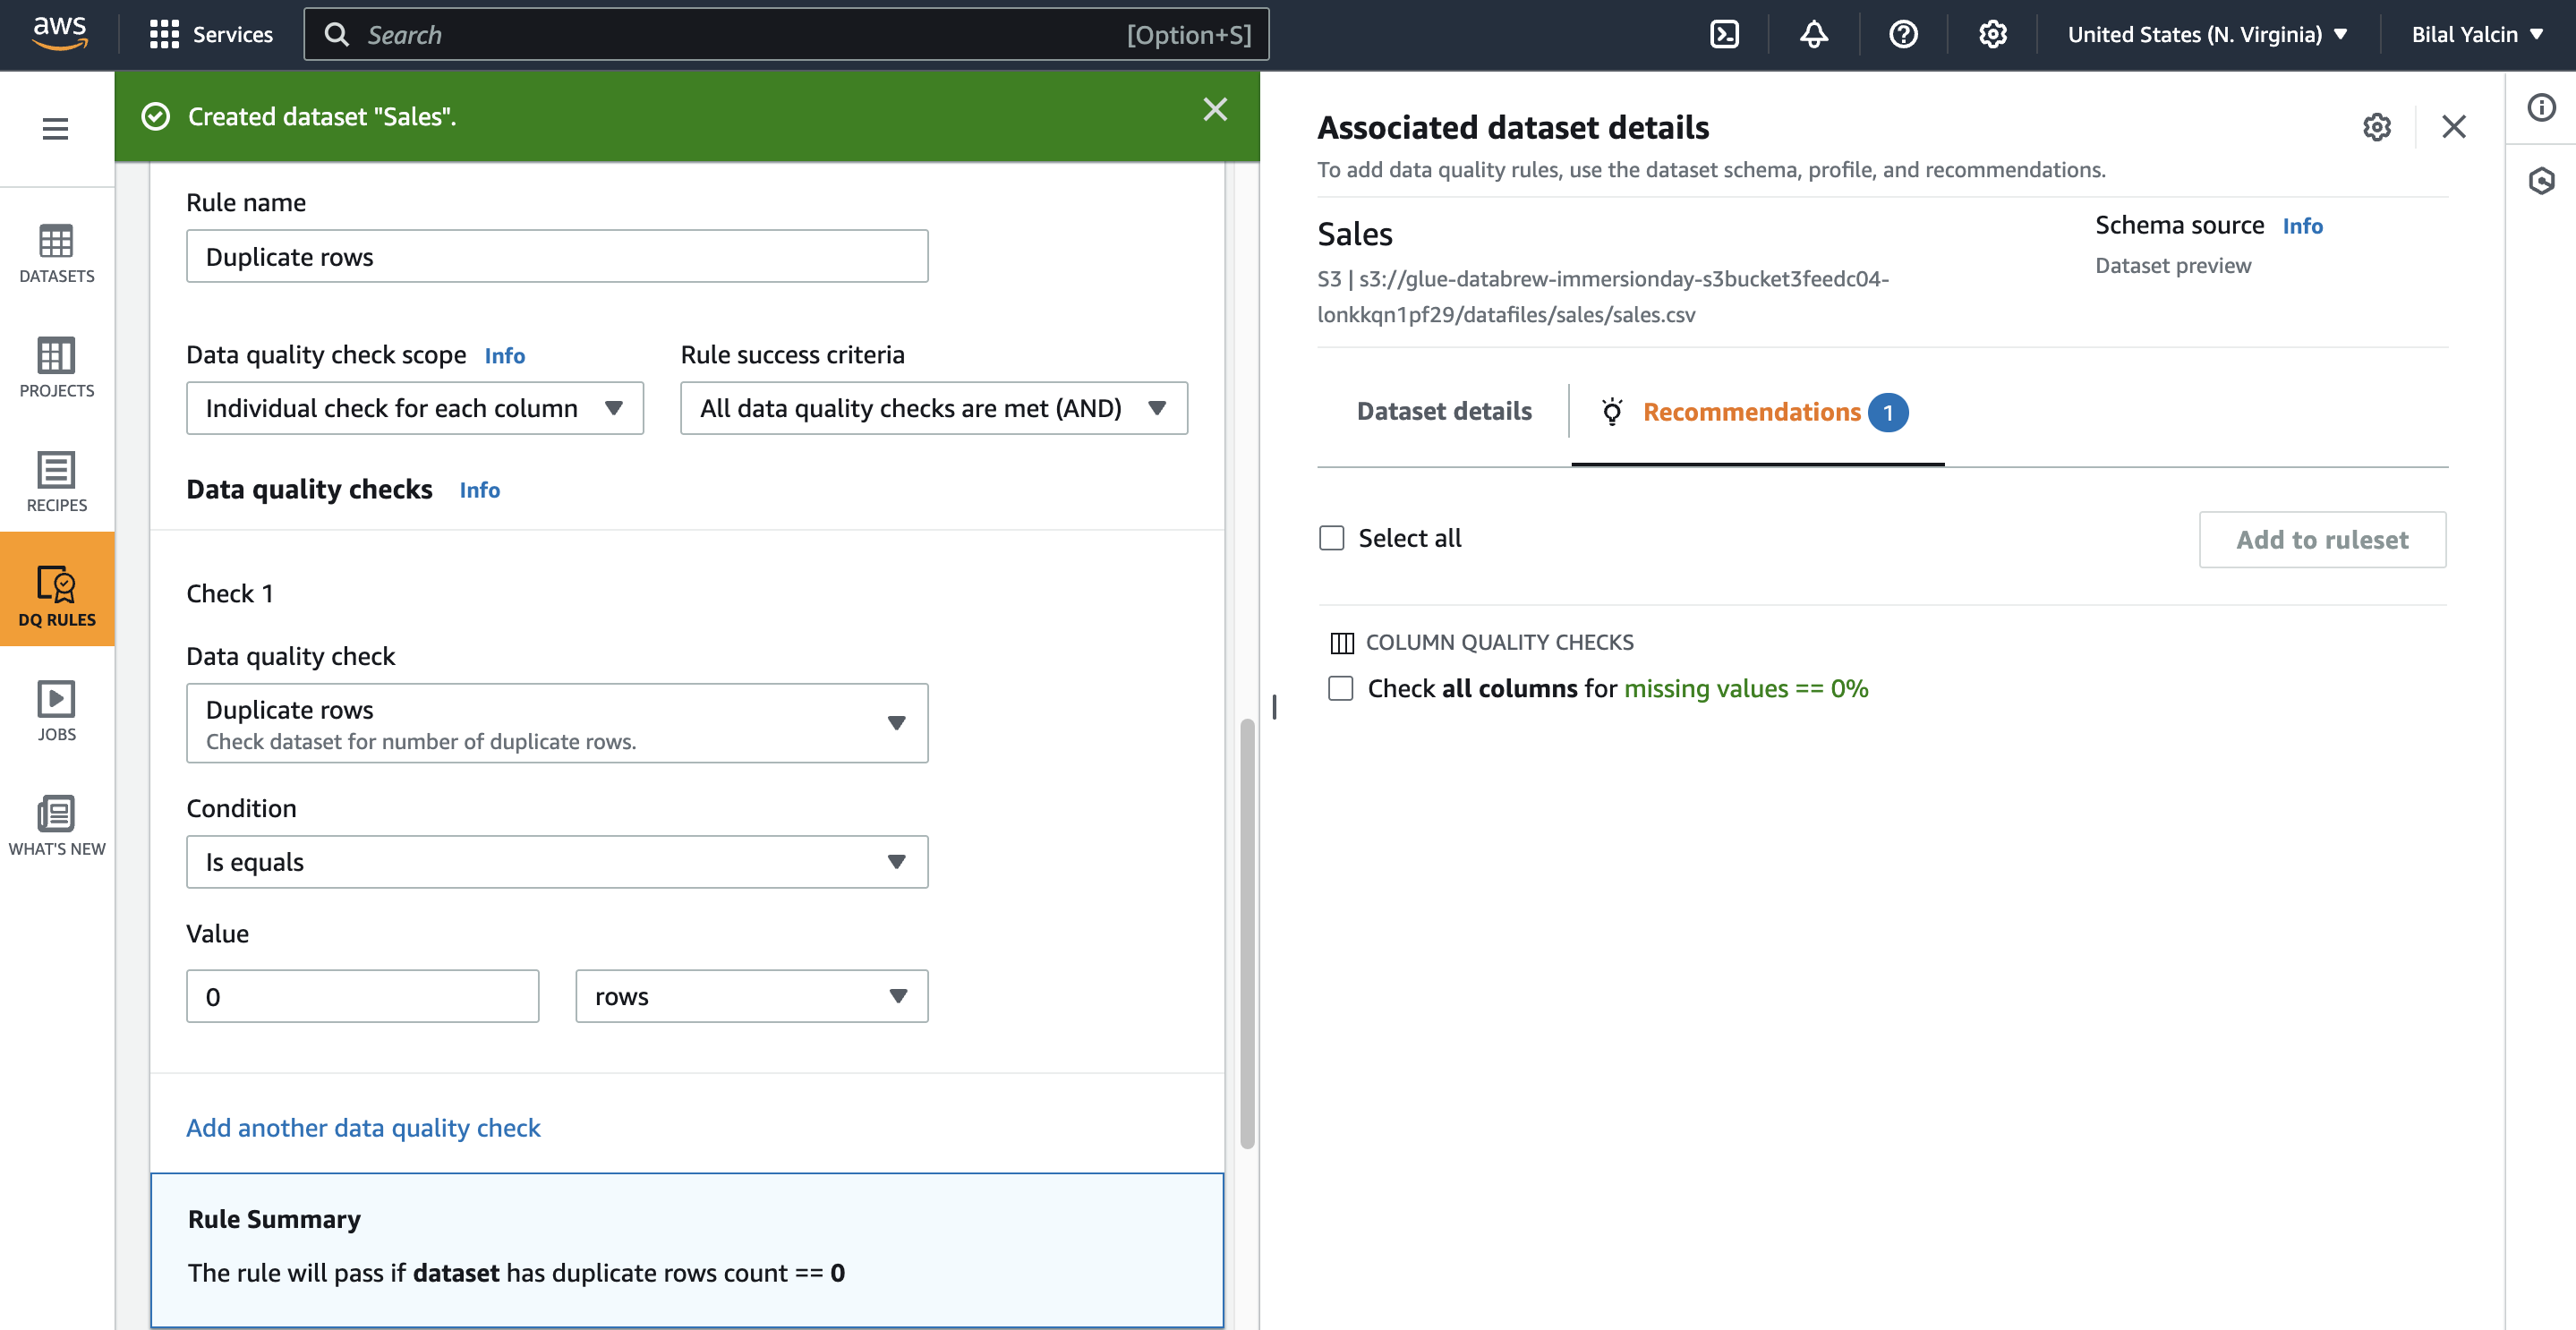 aws
Services
Search
[Option+S]
United States (N. Virginia)
Bilal Yalcin
Created dataset "Sales".
DATASETS
PROJECTS
RECIPES
DQ RULES
JOBS
WHAT'S NEW
Rule name
Duplicate rows
Data quality check scope Info
Rule success criteria
Individual check for each column
All data quality checks are met (AND)
Data quality checks Info
Check 1
Data quality check
Duplicate rows
Check dataset for number of duplicate rows.
Condition
Is equals
Value
0
rows
Add another data quality check
Rule Summary
The rule will pass if dataset has duplicate rows count == 0
Associated dataset details
To add data quality rules, use the dataset schema, profile, and recommendations.
Sales
S3 | s3://glue-databrew-immersionday-s3bucket3feedc04-
lonkkqn1pf29/datafiles/sales/sales.csv
Schema source Info
Dataset preview
Dataset details
Recommendations 1
Select all
Add to ruleset
COLUMN QUALITY CHECKS
Check all columns for missing values == 0%